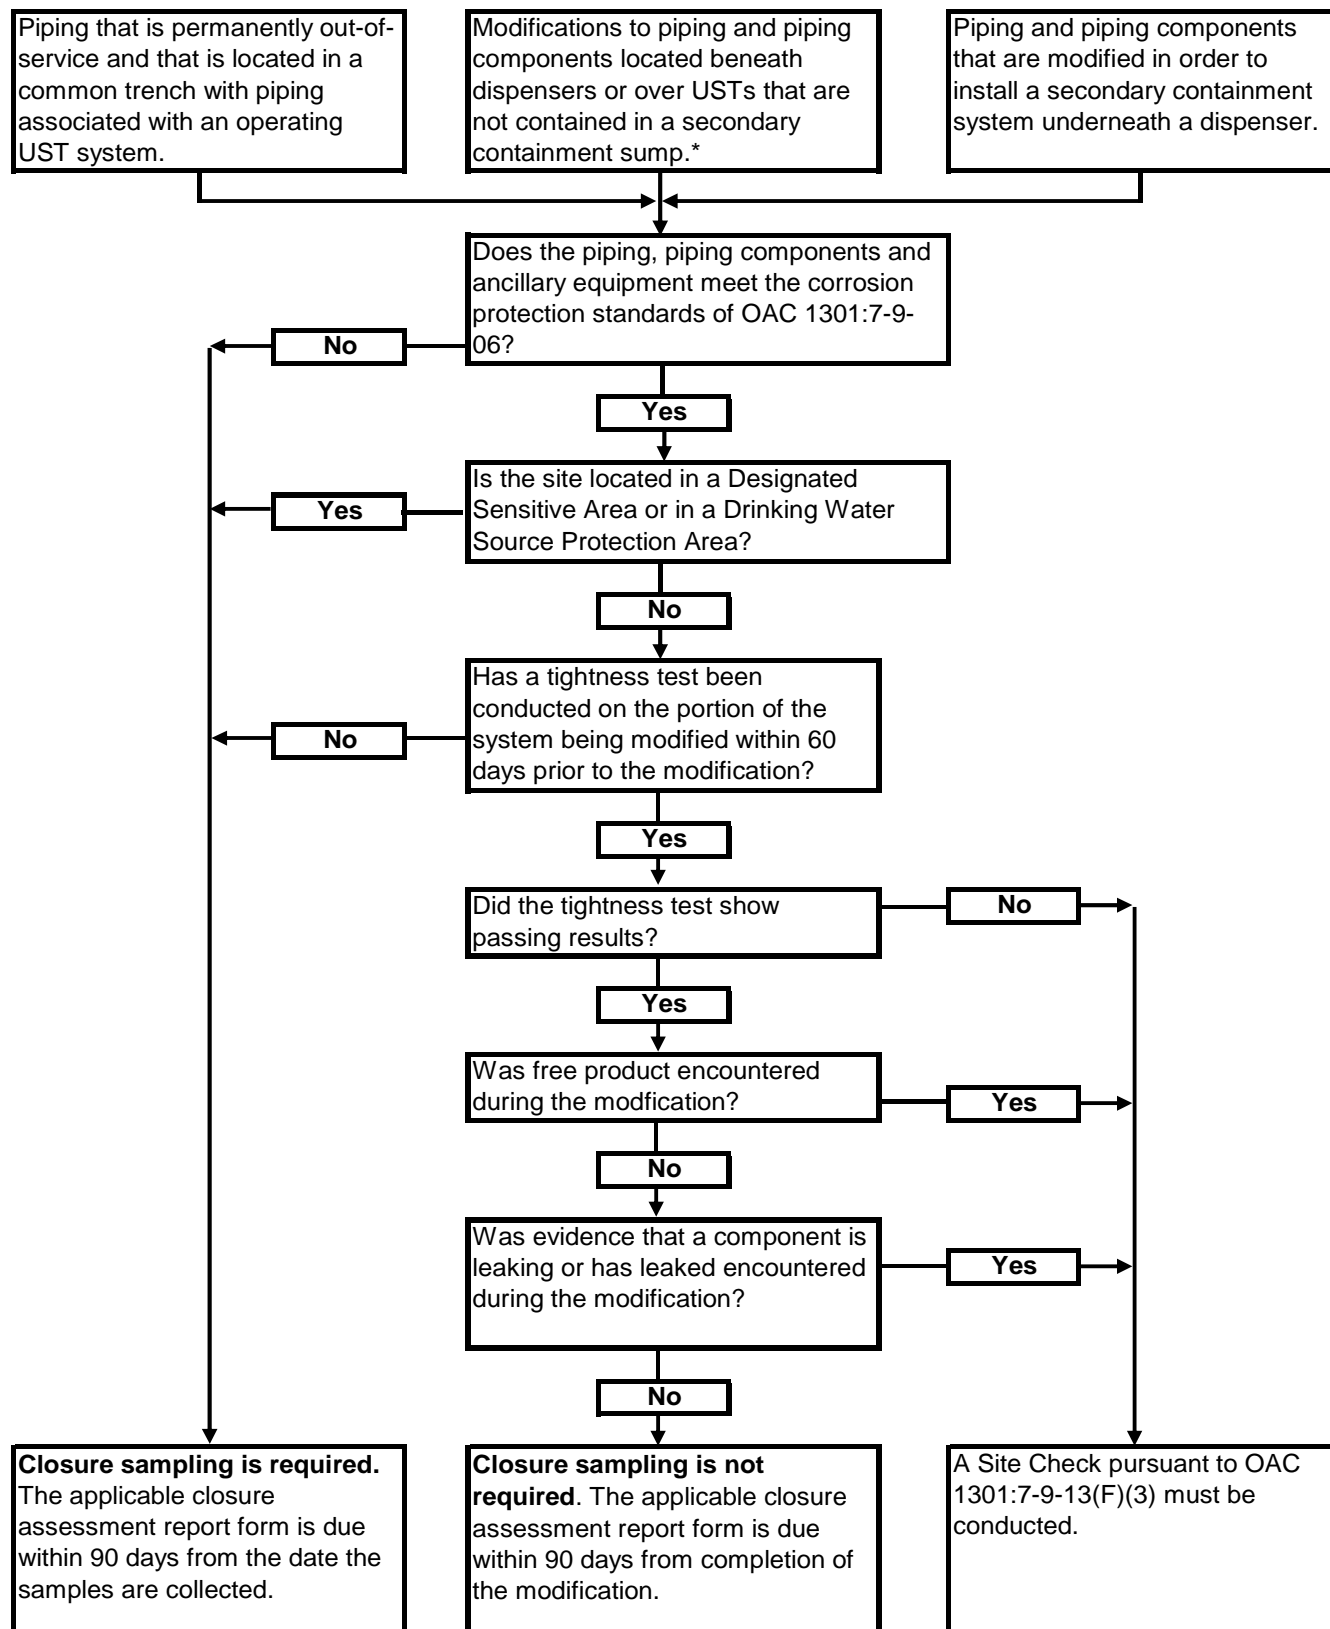 Piping that is permanently out-of-
service and that is located in a
common trench with piping
associated with an operating
UST system.
Modifications to piping and piping
components located beneath
dispensers or over USTs that are
not contained in a secondary
containment sump.*
Piping and piping components
that are modified in order to
install a secondary containment
system underneath a dispenser.
Does the piping, piping components and
ancillary equipment meet the corrosion
protection standards of OAC 1301:7-9-
06?
No
Yes
Is the site located in a Designated
Sensitive Area or in a Drinking Water
Source Protection Area?
Yes
No
Has a tightness test been
conducted on the portion of the
system being modified within 60
days prior to the modification?
No
Yes
Did the tightness test show
passing results?
No
Yes
Was free product encountered
during the modfication?
Yes
No
Was evidence that a component is
leaking or has leaked encountered
during the modification?
Yes
No
Closure sampling is required.
The applicable closure
assessment report form is due
within 90 days from the date the
samples are collected.
Closure sampling is not
required. The applicable closure
assessment report form is due
within 90 days from completion of
the modification.
A Site Check pursuant to OAC
1301:7-9-13(F)(3) must be
conducted.